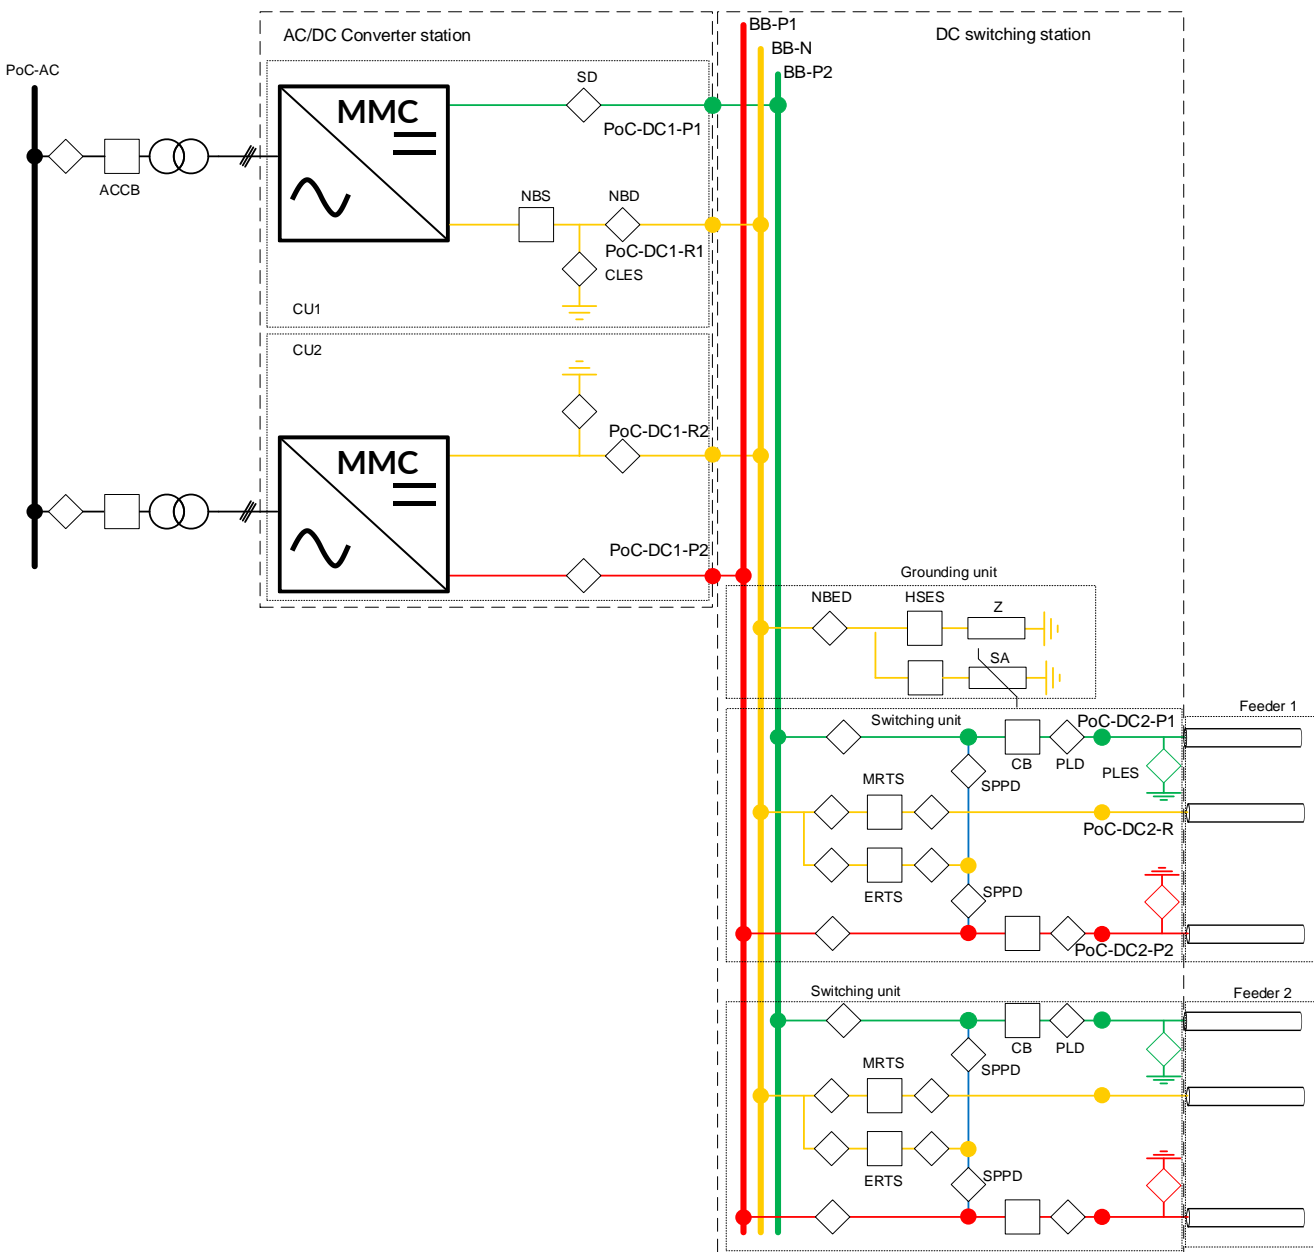 BB-P1
AC/DC Converter station
DC switching station
BB-N
PoC-AC
BB-P2
SD
MMC
PoC-DC1-P1
ACCB
NBS
NBD
PoC-DC1-R1
CLES
CU1
CU2
PoC-DC1-R2
MMC
PoC-DC1-P2
Grounding unit
NBED
HSES
Z
SA
Feeder 1
Switching unit
PoC-DC2-P1
CB
PLD
PLES
MRTS
SPPD
PoC-DC2-R
ERTS
SPPD
PoC-DC2-P2
Switching unit
Feeder 2
CB
PLD
MRTS
SPPD
ERTS
SPPD